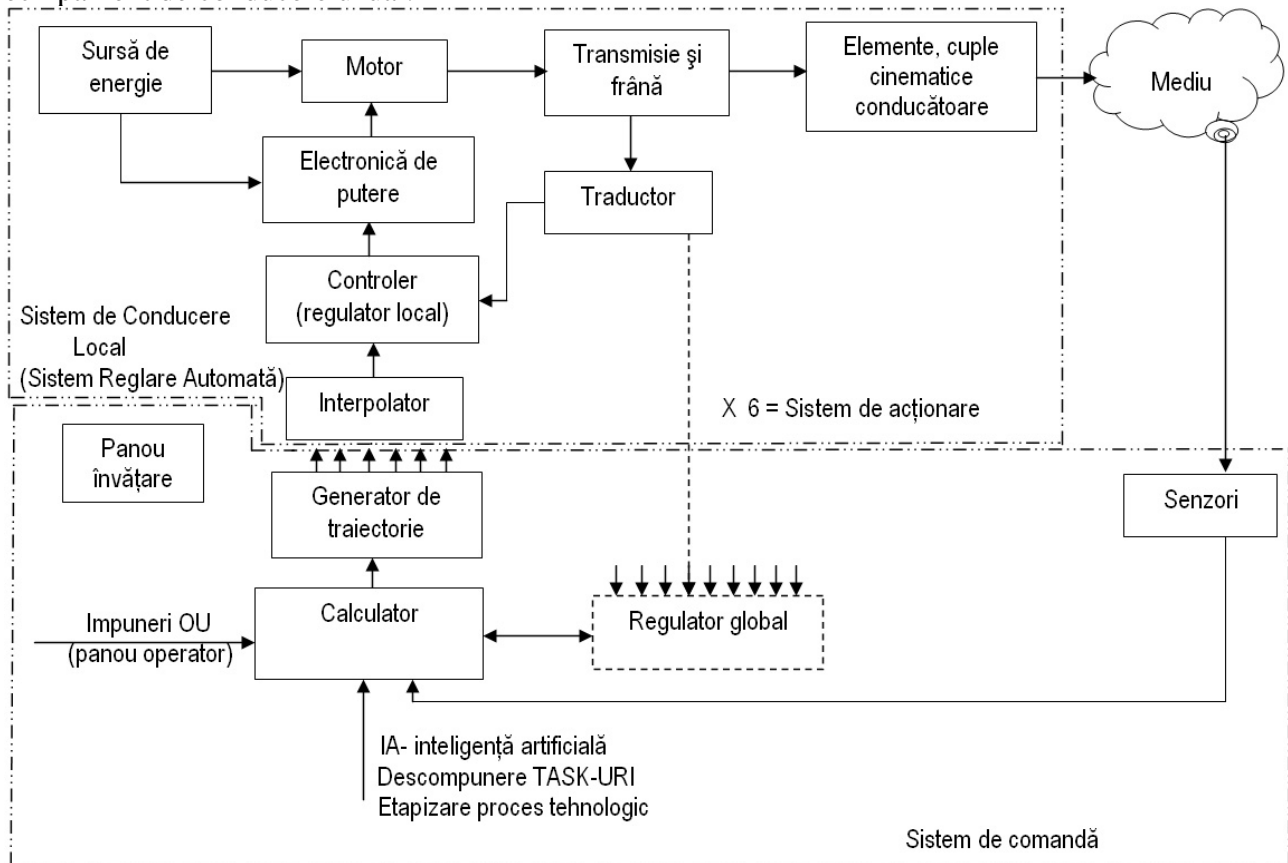 Sursă de
energie
Motor
Transmisie şi
frână
Elemente, cuple
cinematice
conducătoare
Mediu
Electronică de
putere
Traductor
Controler
(regulator local)
Sistem de Conducere
Local
(Sistem Reglare Automată)
Interpolator
X 6 = Sistem de acționare
Panou
învățare
Generator de
traiectorie
Senzori
Impuneri OU
(panou operator)
Calculator
Regulator global
IA- inteligență artificială
Descompunere TASK-URI
Etapizare proces tehnologic
Sistem de comandă